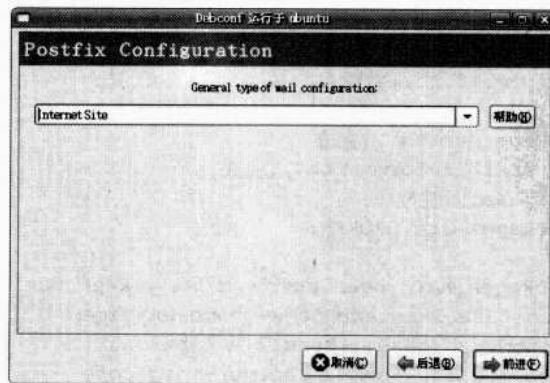 Debconf 运行于 ubuntu
Postfix Configuration
General type of mail configuration:
Internet Site
帮助(H)
取消(C)
后退(B)
前进(F)